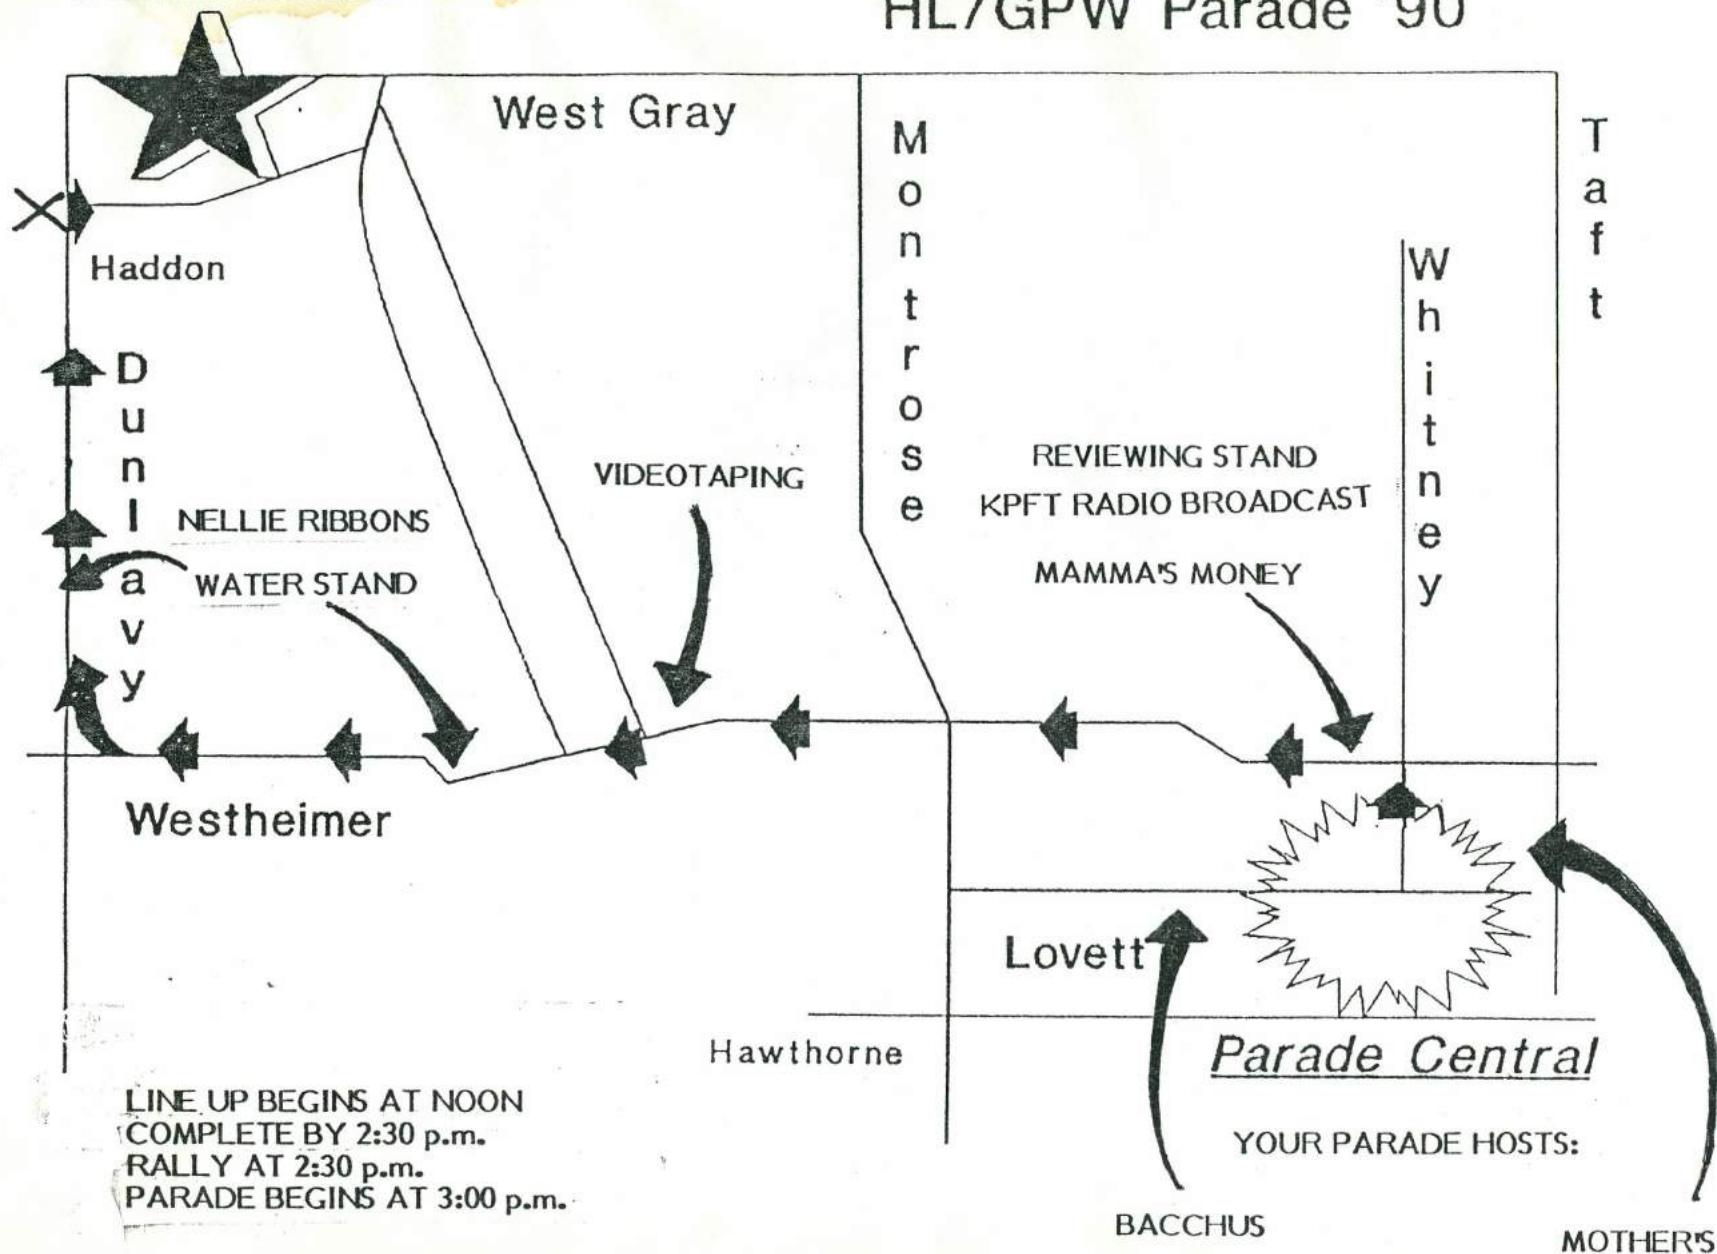 HL/GPW Parade '90
West Gray
Montrose
Taft
Whitney
Haddon
Dunlavy
NELLIE RIBBONS
WATER STAND
VIDEOTAPING
REVIEWING STAND
KPFT RADIO BROADCAST
MAMMA'S MONEY
Westheimer
Lovett
Hawthorne
Parade Central
LINE UP BEGINS AT NOON
COMPLETE BY 2:30 p.m.
RALLY AT 2:30 p.m.
PARADE BEGINS AT 3:00 p.m.
YOUR PARADE HOSTS:
BACCHUS
MOTHER'S